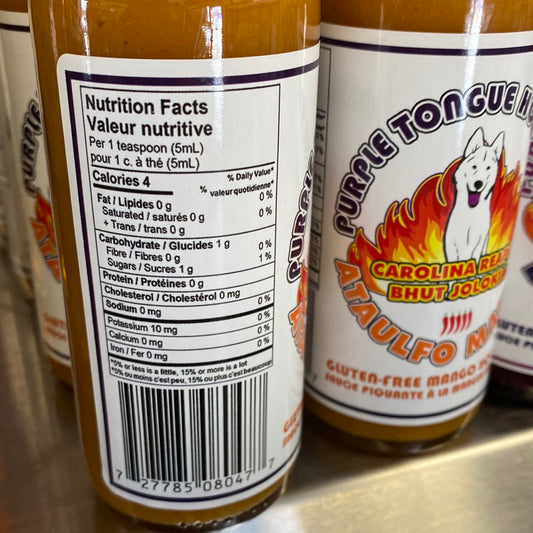 Nutrition Facts
Valeur nutritive
Per 1 teaspoon (5mL)
pour 1 c. à thé (5mL)
Calories 4
% Daily Value*
% valeur quotidienne*
Fat / Lipides 0 g 0 %
Saturated / saturés 0 g 0 %
+ Trans / trans 0 g
Carbohydrate / Glucides 1 g 0 %
Fibre / Fibres 0 g 0 %
Sugars / Sucres 1 g 1 %
Protein / Protéines 0 g
Cholesterol / Cholestérol 0 mg
Sodium 0 mg 0 %
Potassium 10 mg 0 %
Calcium 0 mg 0 %
Iron / Fer 0 mg 0 %
*5% or less is a little, 15% or more is a lot
*5% ou moins c'est peu, 15% ou plus c'est beaucoup
7 27785 08047 7
PURPLE TONGUE
CAROLINA REA
BHUT JOLOK
ATAULFO MA
GLUTEN-FREE MANGO
SAUCE PIQUANTE À LA